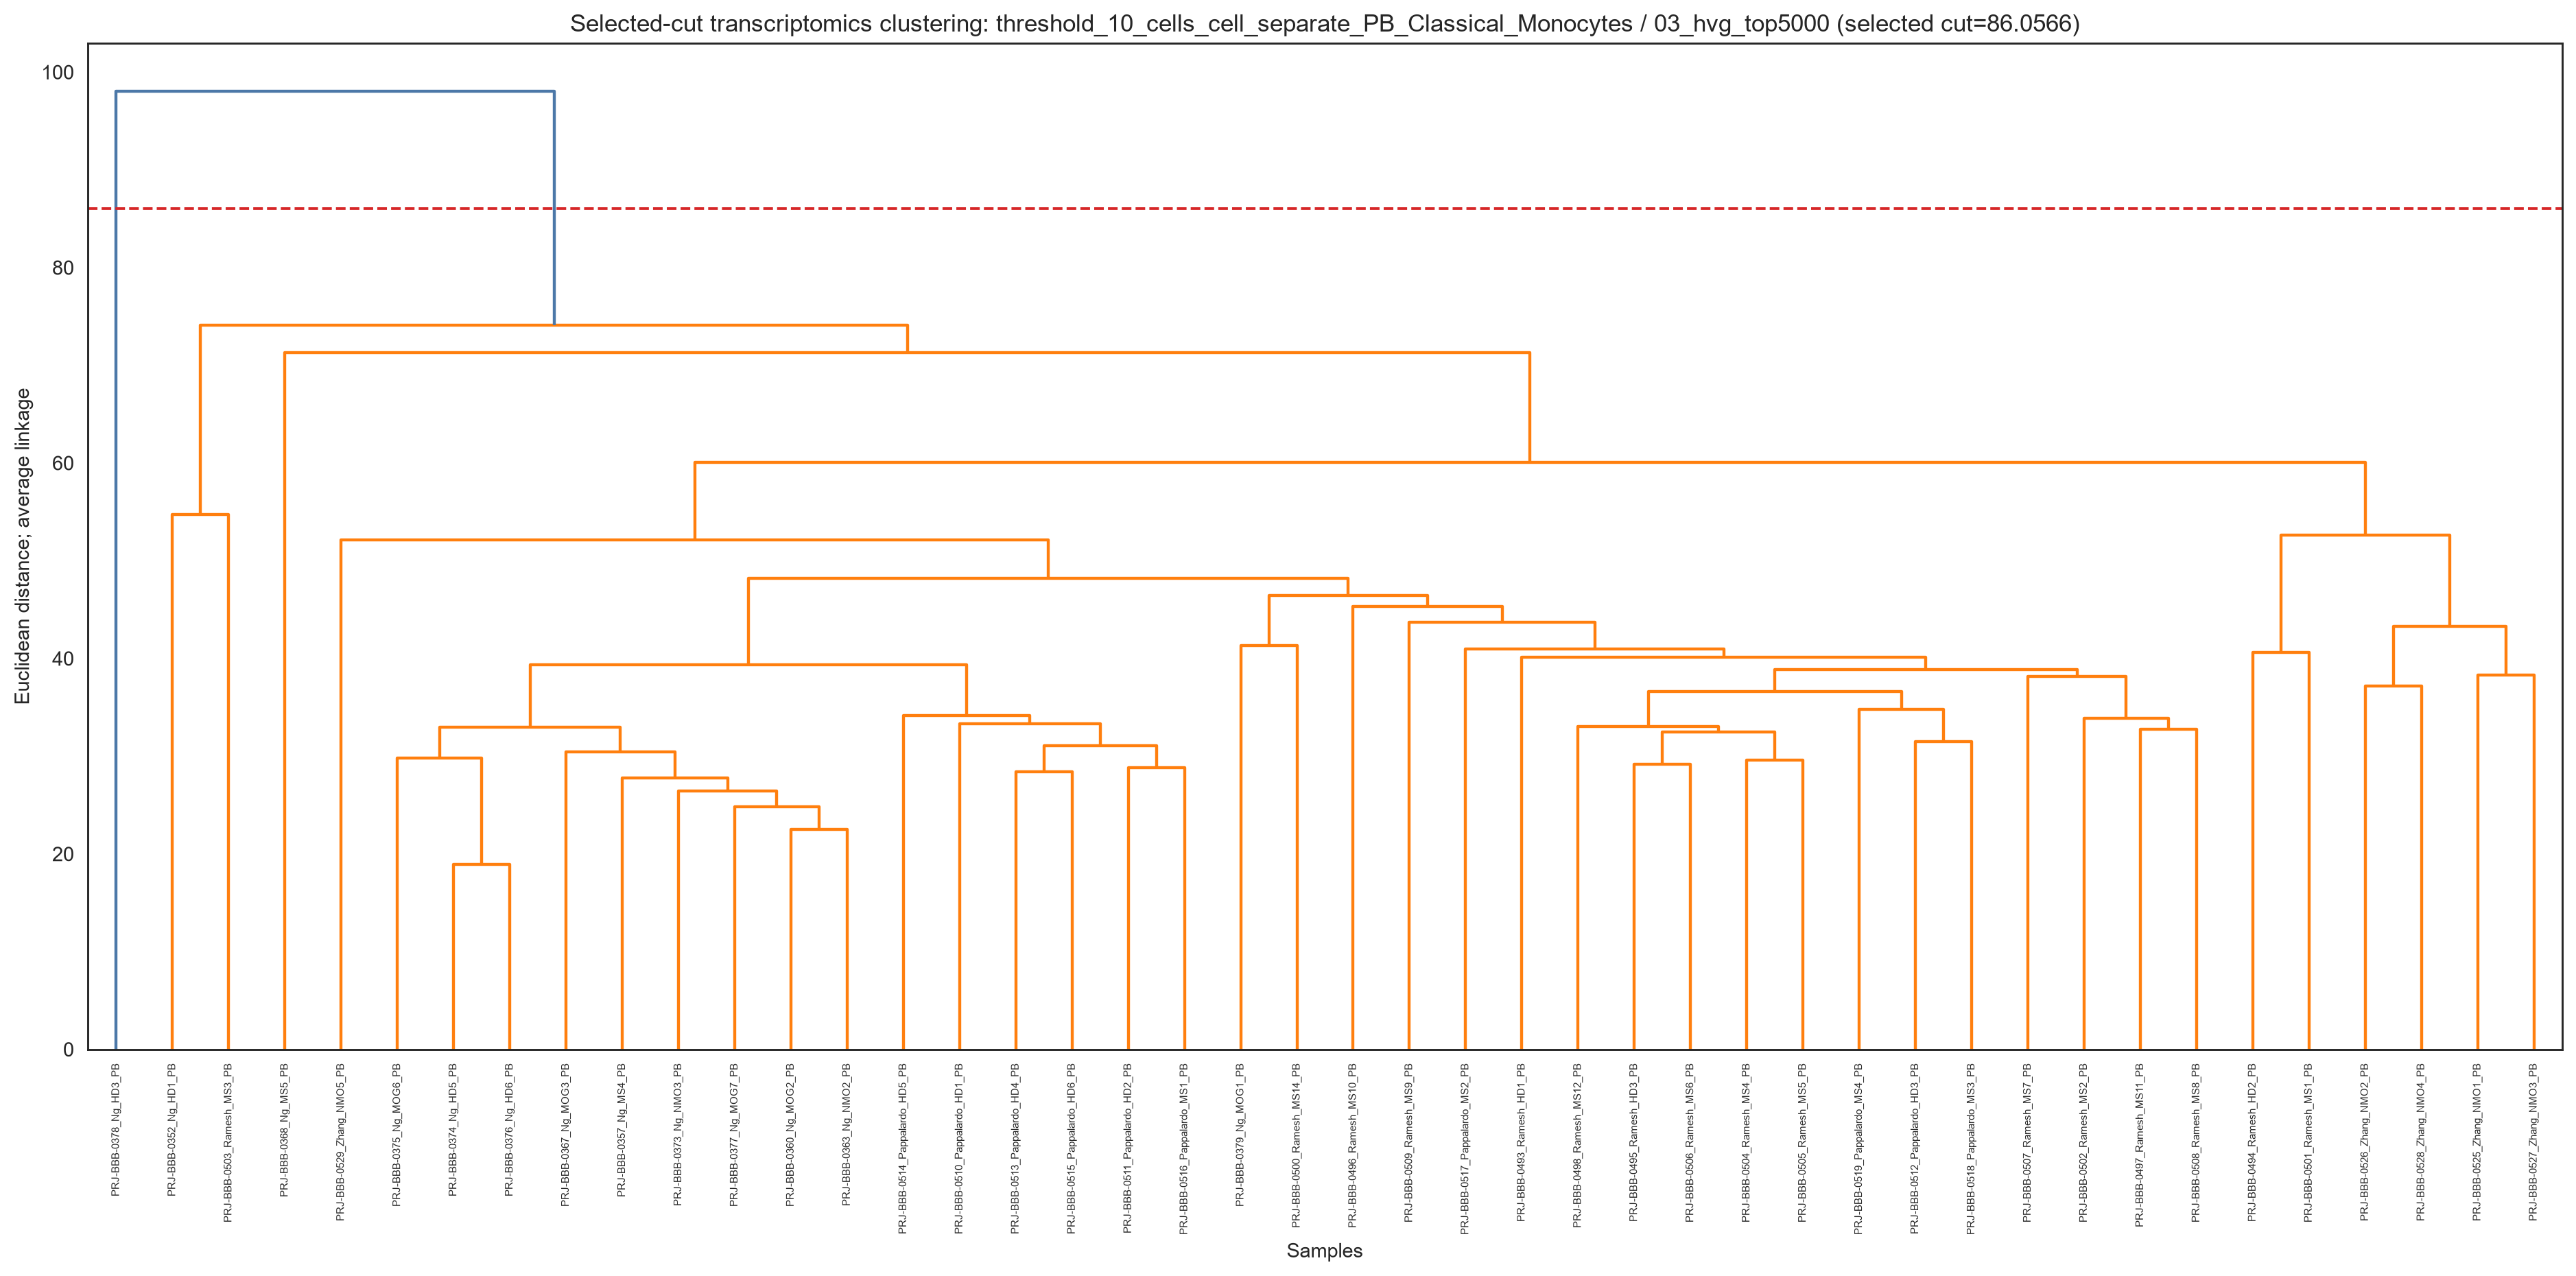 Selected-cut transcriptomics clustering: threshold_10_cells_cell_separate_PB_Classical_Monocytes / 03_hvg_top5000 (selected cut=86.0566)
100
80
60
40
20
0
Euclidean distance; average linkage
PRJ-BBB-0378_Ng_HD3_PB
PRJ-BBB-0352_Ng_HD1_PB
PRJ-BBB-0503_Ramesh_MS3_PB
PRJ-BBB-0368_Ng_MS5_PB
PRJ-BBB-0529_Zhang_NMO5_PB
PRJ-BBB-0375_Ng_MOG6_PB
PRJ-BBB-0374_Ng_HD5_PB
PRJ-BBB-0376_Ng_HD6_PB
PRJ-BBB-0367_Ng_MOG3_PB
PRJ-BBB-0357_Ng_MS4_PB
PRJ-BBB-0373_Ng_NMO3_PB
PRJ-BBB-0377_Ng_MOG7_PB
PRJ-BBB-0360_Ng_MOG2_PB
PRJ-BBB-0363_Ng_NMO2_PB
PRJ-BBB-0514_Pappalardo_HD5_PB
PRJ-BBB-0510_Pappalardo_HD1_PB
PRJ-BBB-0513_Pappalardo_HD4_PB
PRJ-BBB-0515_Pappalardo_HD6_PB
PRJ-BBB-0511_Pappalardo_HD2_PB
PRJ-BBB-0516_Pappalardo_MS1_PB
PRJ-BBB-0379_Ng_MOG1_PB
PRJ-BBB-0500_Ramesh_MS14_PB
PRJ-BBB-0496_Ramesh_MS10_PB
PRJ-BBB-0509_Ramesh_MS9_PB
PRJ-BBB-0517_Pappalardo_MS2_PB
PRJ-BBB-0493_Ramesh_HD1_PB
PRJ-BBB-0498_Ramesh_MS12_PB
PRJ-BBB-0495_Ramesh_HD3_PB
PRJ-BBB-0506_Ramesh_MS6_PB
PRJ-BBB-0504_Ramesh_MS4_PB
PRJ-BBB-0505_Ramesh_MS5_PB
PRJ-BBB-0519_Pappalardo_MS4_PB
PRJ-BBB-0512_Pappalardo_HD3_PB
PRJ-BBB-0518_Pappalardo_MS3_PB
PRJ-BBB-0507_Ramesh_MS7_PB
PRJ-BBB-0502_Ramesh_MS2_PB
PRJ-BBB-0497_Ramesh_MS11_PB
PRJ-BBB-0508_Ramesh_MS8_PB
PRJ-BBB-0494_Ramesh_HD2_PB
PRJ-BBB-0501_Ramesh_MS1_PB
PRJ-BBB-0526_Zhang_NMO2_PB
PRJ-BBB-0528_Zhang_NMO4_PB
PRJ-BBB-0525_Zhang_NMO1_PB
PRJ-BBB-0527_Zhang_NMO3_PB
Samples